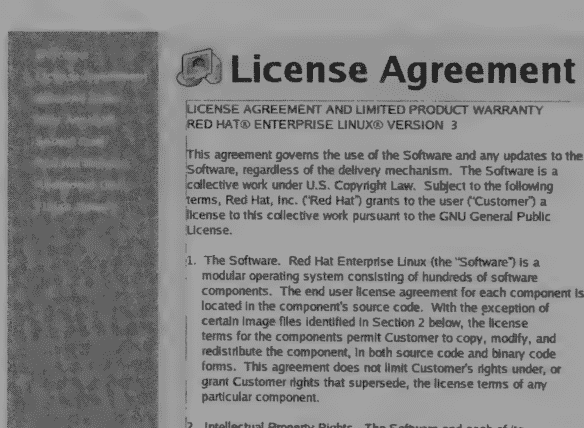 License Agreement
LICENSE AGREEMENT AND LIMITED PRODUCT WARRANTY
RED HAT® ENTERPRISE LINUX® VERSION 3
This agreement governs the use of the Software and any updates to the
Software, regardless of the delivery mechanism. The Software is a
collective work under U.S. Copyright Law. Subject to the following
terms, Red Hat, Inc. ("Red Hat") grants to the user ("Customer") a
license to this collective work pursuant to the GNU General Public
License.
1. The Software. Red Hat Enterprise Linux (the "Software") is a
modular operating system consisting of hundreds of software
components. The end user license agreement for each component is
located in the component's source code. With the exception of
certain image files identified in Section 2 below, the license
terms for the components permit Customer to copy, modify, and
redistribute the component, in both source code and binary code
forms. This agreement does not limit Customer's rights under, or
grant Customer rights that supersede, the license terms of any
particular component.
2. Intellectual Property Rights. The Software and each of its